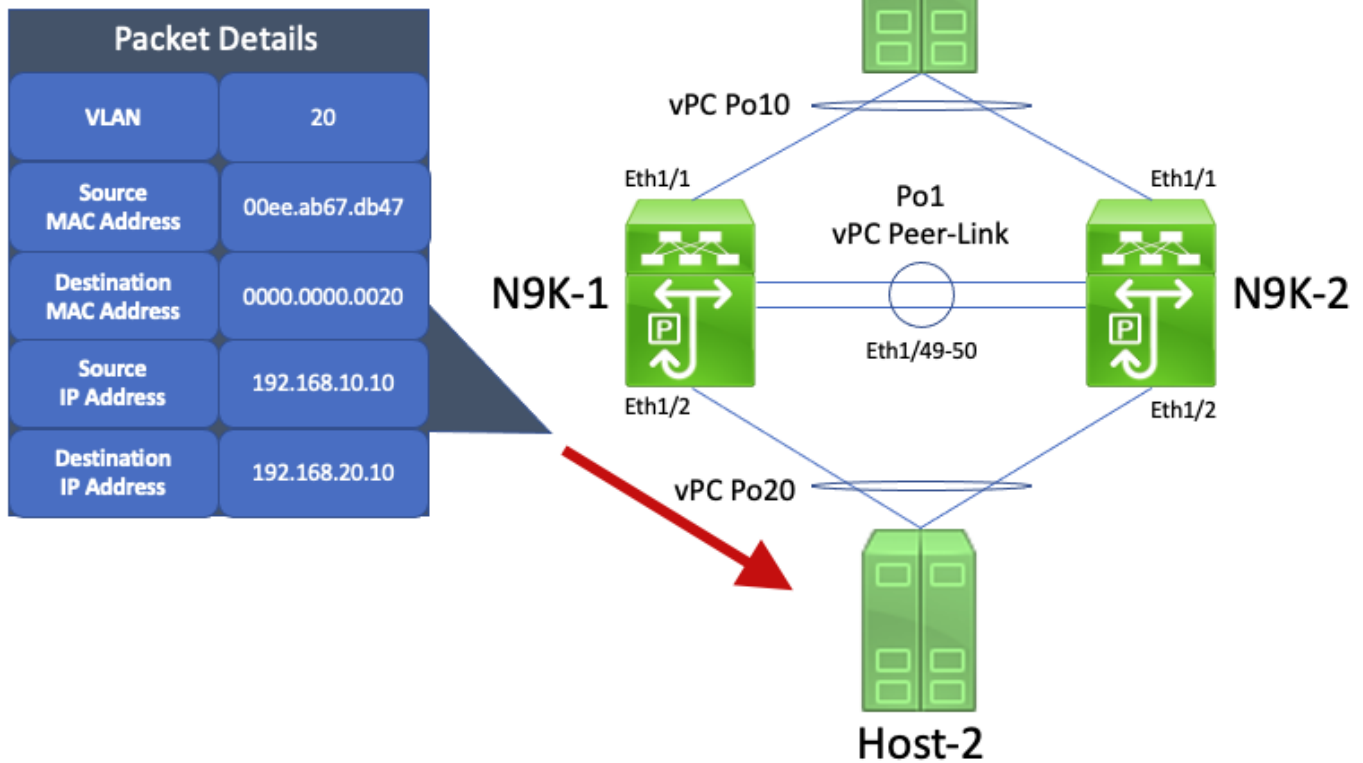 Packet Details
VLAN
20
Source
MAC Address
00ee.ab67.db47
Destination
MAC Address
0000.0000.0020
Source
IP Address
192.168.10.10
Destination
IP Address
192.168.20.10
vPC Po10
Eth1/1
Eth1/1
Po1
vPC Peer-Link
N9K-1
P
P
N9K-2
Eth1/49-50
Eth1/2
Eth1/2
vPC Po20
Host-2